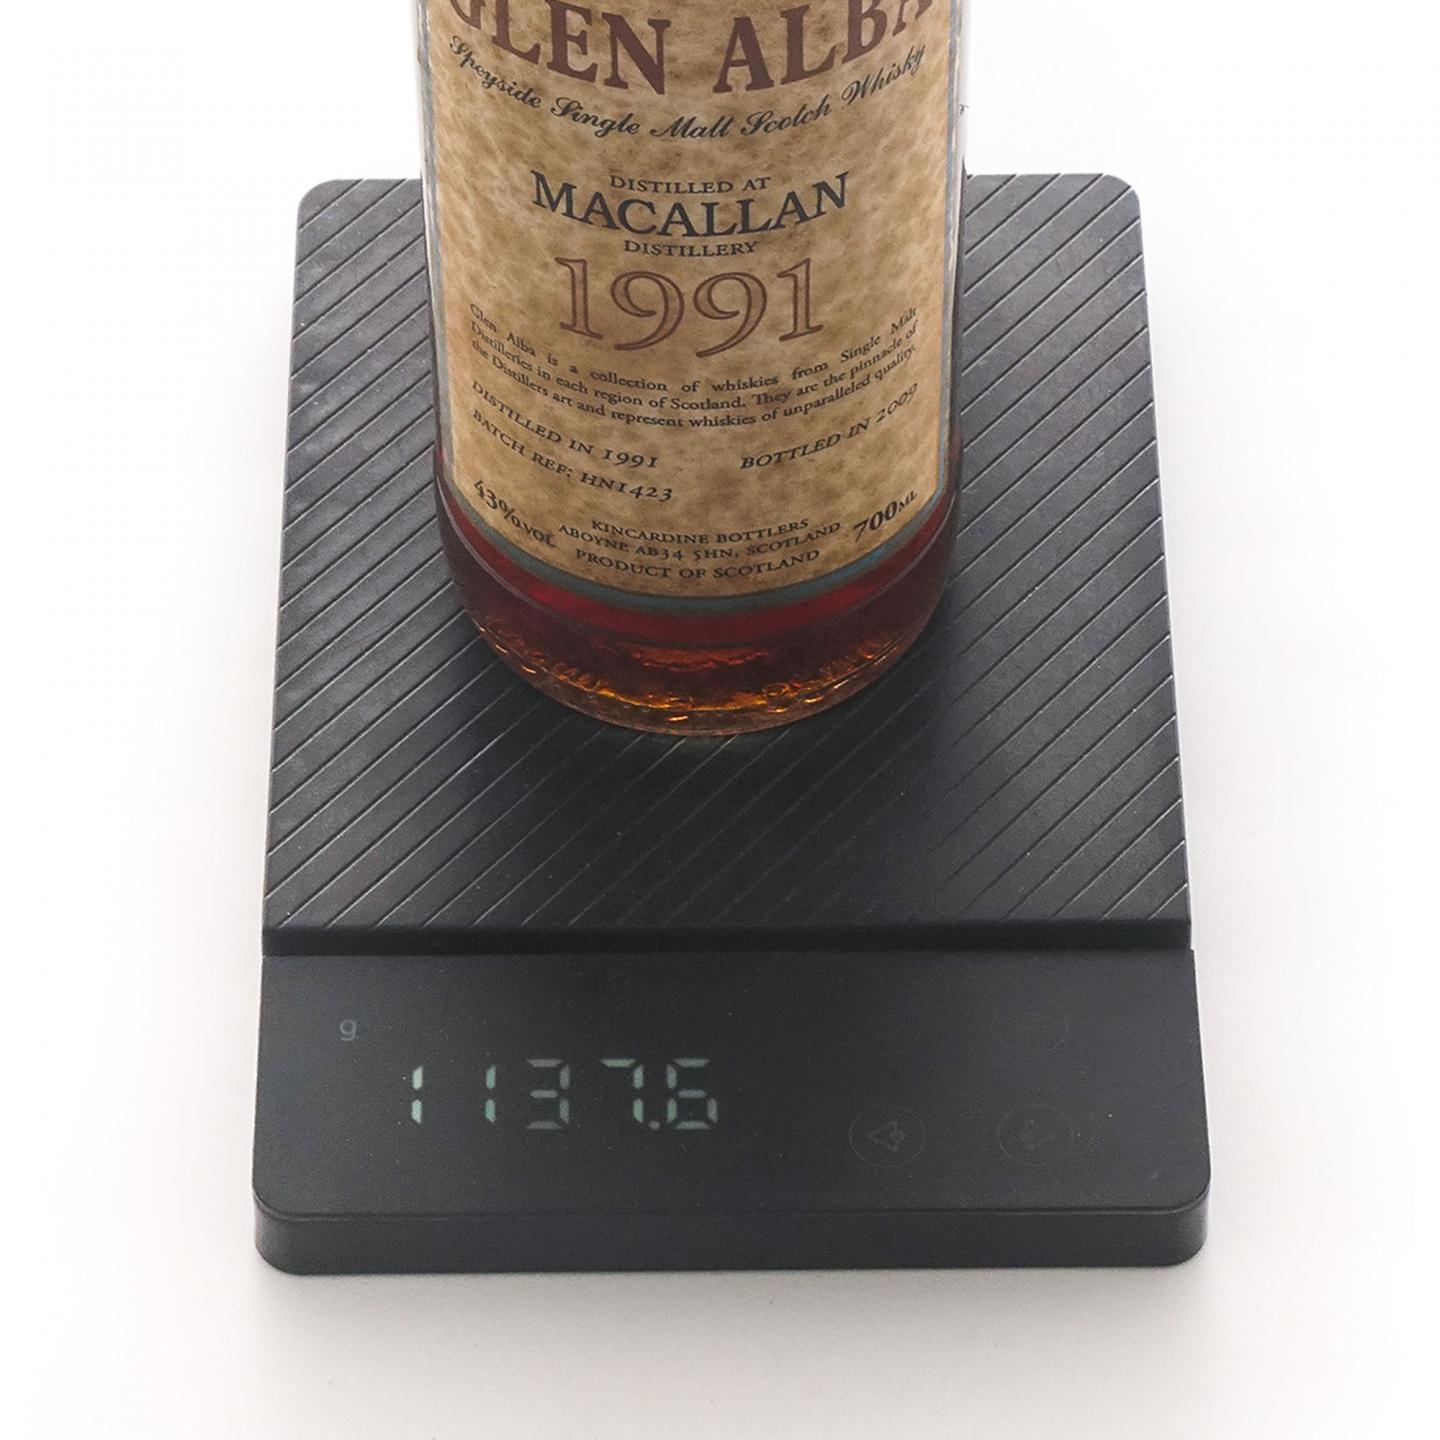 GLEN ALBA
Speyside Single Malt Scotch Whisky
DISTILLED AT
MACALLAN
DISTILLERY
1991
Glen Alba is a collection of whiskies from Single Malt
Distilleries in each region of Scotland. They are the pinnacle of
the Distillers art and represent whiskies of unparalleled quality.
DISTILLED IN 1991 BOTTLED IN 2009
BATCH REF: HN1423
43%VOL 700ML
KINCARDINE BOTTLERS
ABOYNE AB34 5HN, SCOTLAND
PRODUCT OF SCOTLAND
g
1137.6